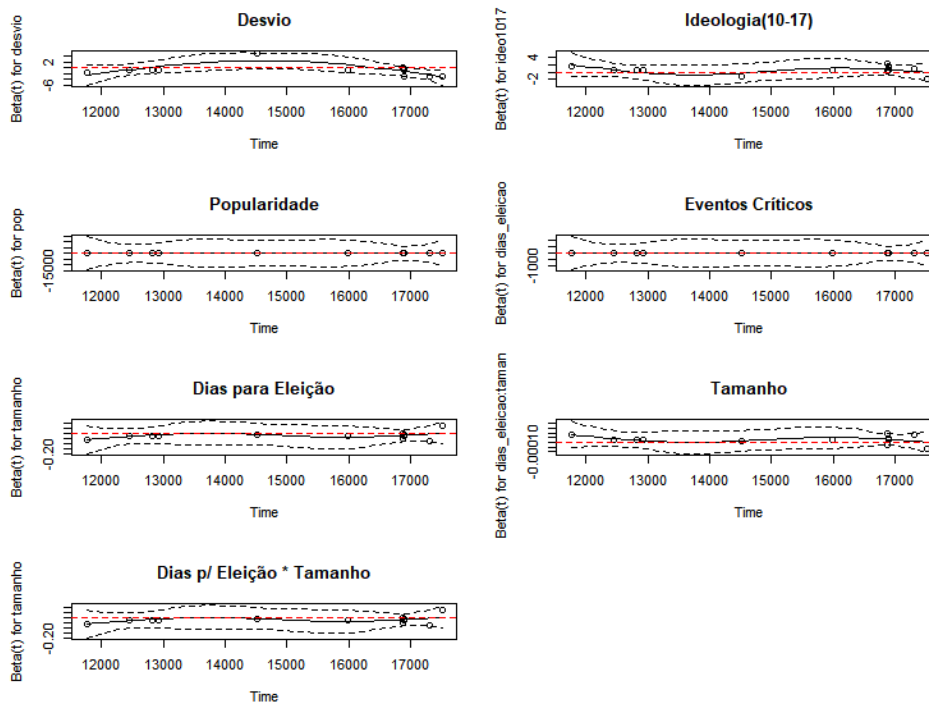 Desvio
Beta(t) for desvio
2
-6
12000 13000 14000 15000 16000 17000
Time
Ideologia(10-17)
Beta(t) for ideo1017
4
-2
12000 13000 14000 15000 16000 17000
Time
Popularidade
Beta(t) for pop
-15000
12000 13000 14000 15000 16000 17000
Time
Eventos Críticos
Beta(t) for dias_eleicao
-1000
12000 13000 14000 15000 16000 17000
Time
Dias para Eleição
Beta(t) for tamanho
-0.20
12000 13000 14000 15000 16000 17000
Time
Tamanho
Beta(t) for dias_eleicao:taman
-0.00010
12000 13000 14000 15000 16000 17000
Time
Dias p/ Eleição * Tamanho
Beta(t) for tamanho
-0.20
12000 13000 14000 15000 16000 17000
Time